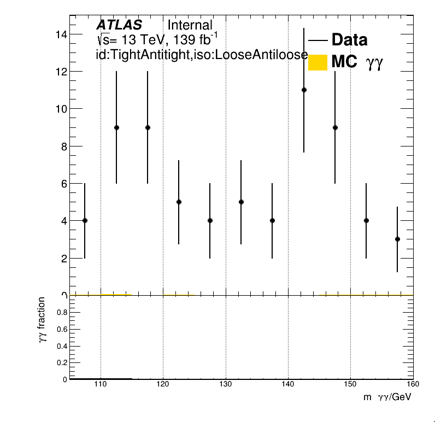 ATLAS Internal
√s= 13 TeV, 139 fb⁻¹
id:TightAntitight,iso:LooseAntiloose
Data
MC γγ
14
12
10
8
6
4
2
0
γγ fraction
0.8
0.6
0.4
0.2
0
110 120 130 140 150 160
m γγ/GeV